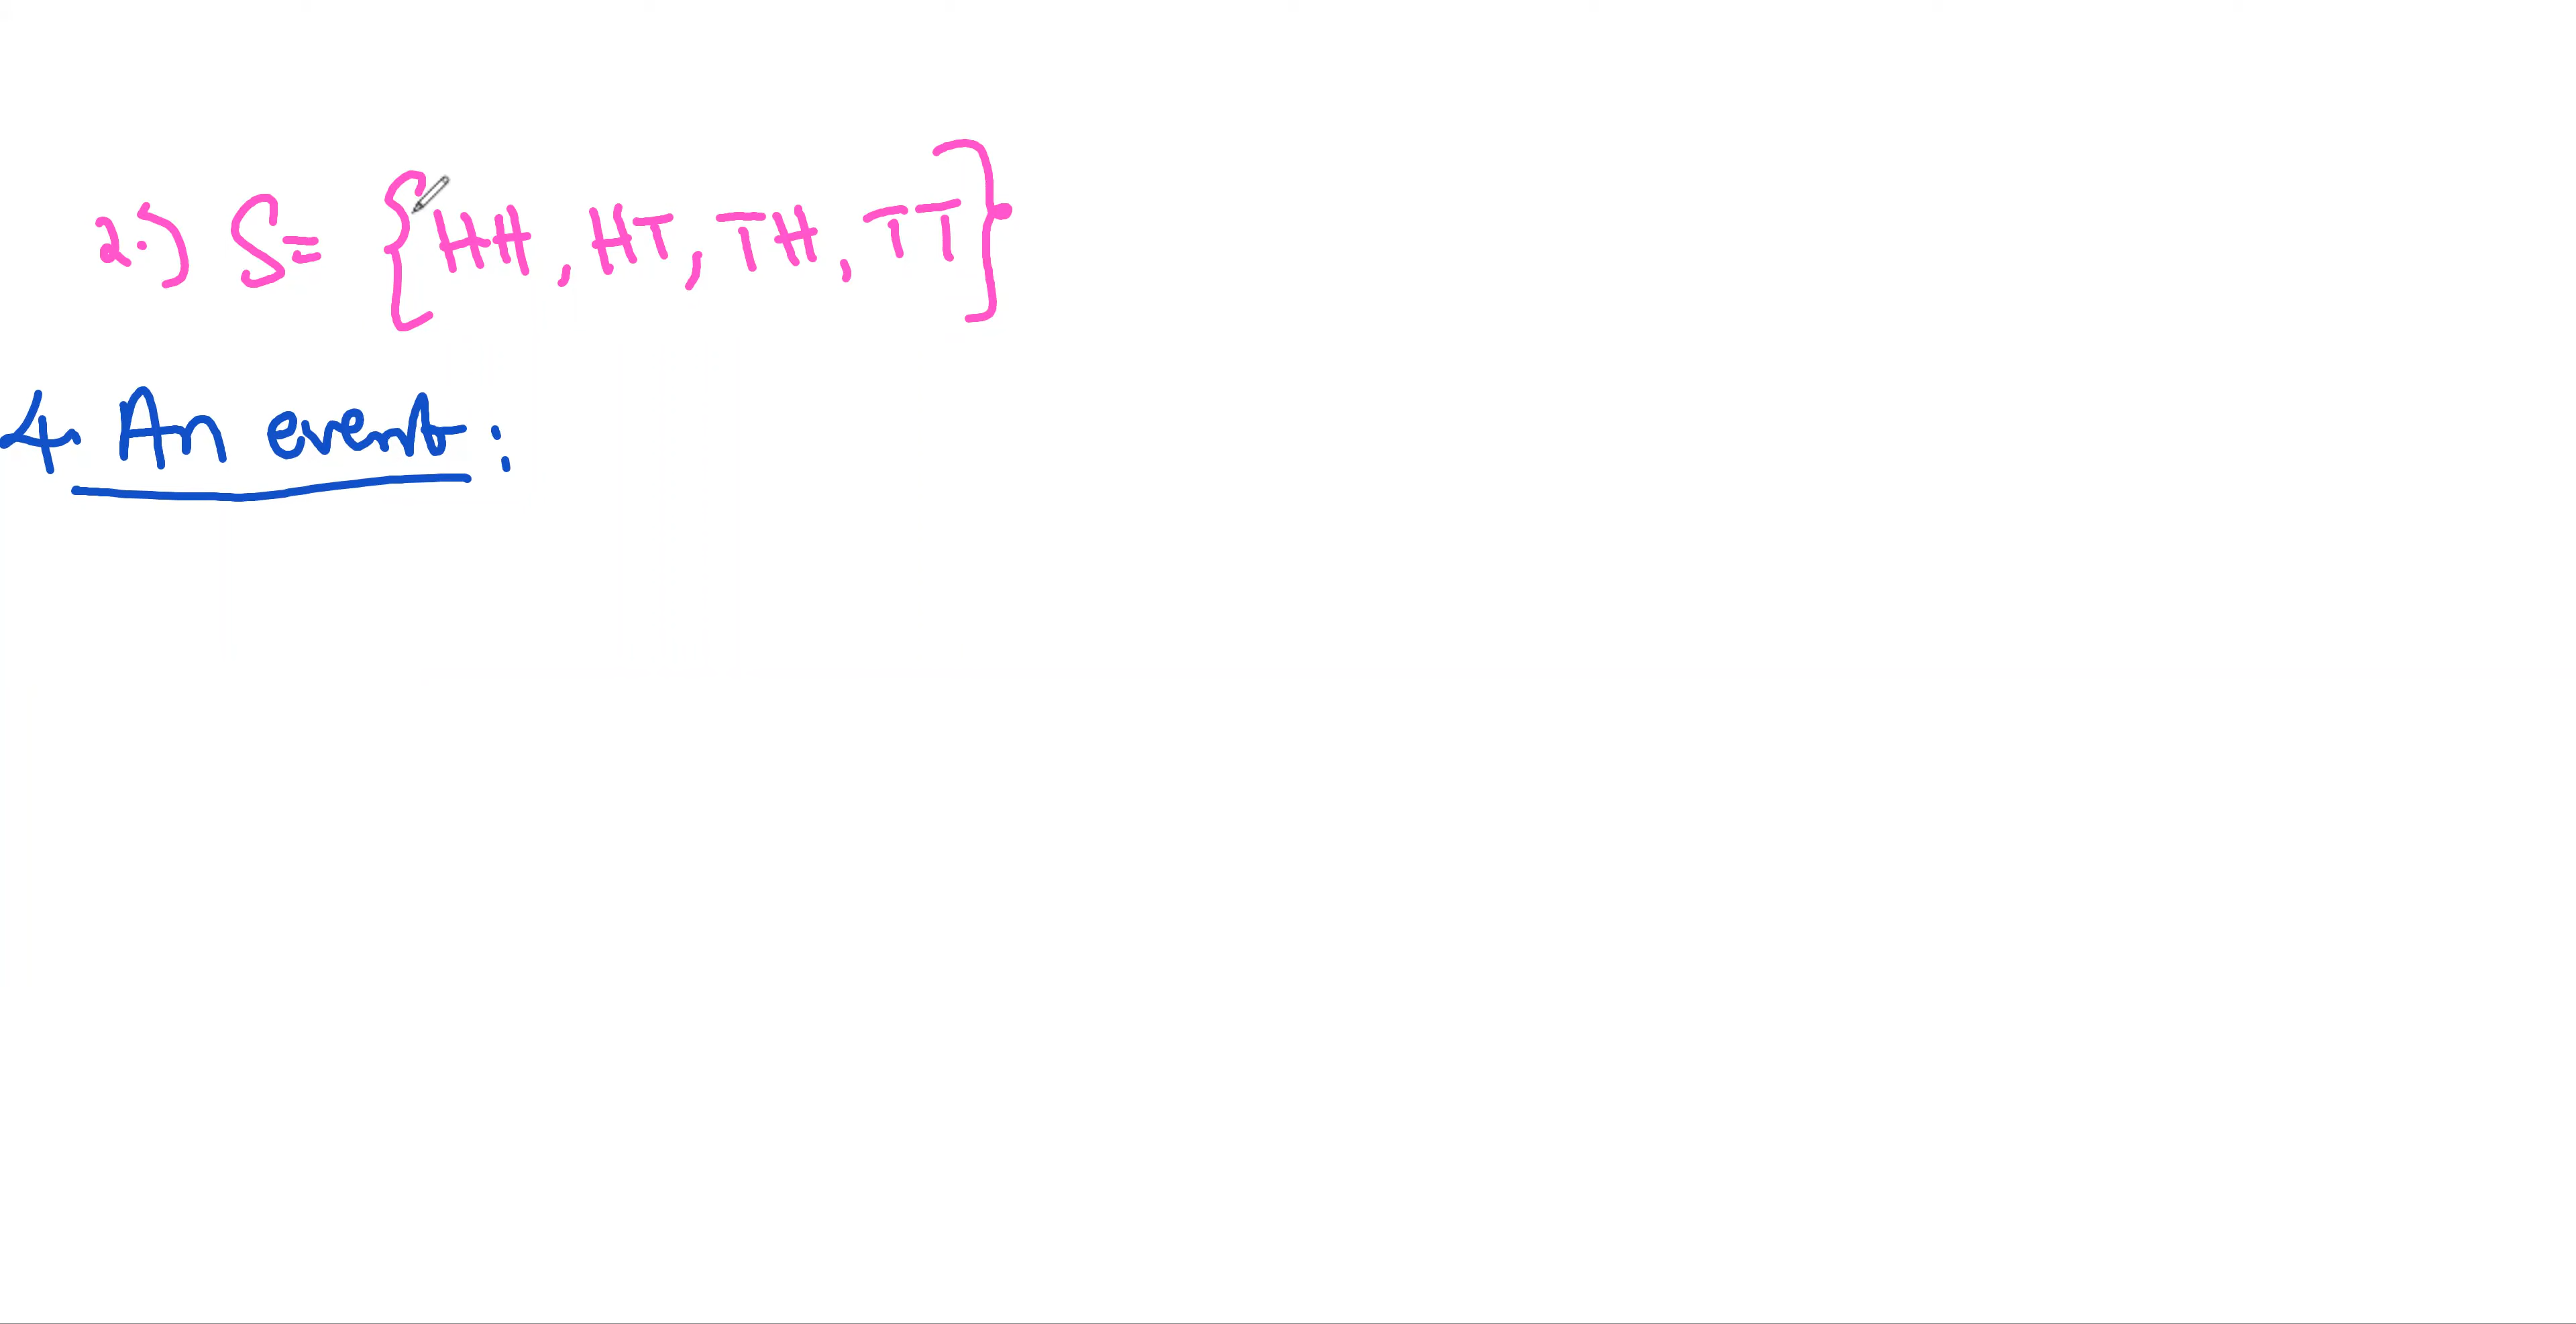 2.) S= {HH, HT, TH, TT}
4. An event: